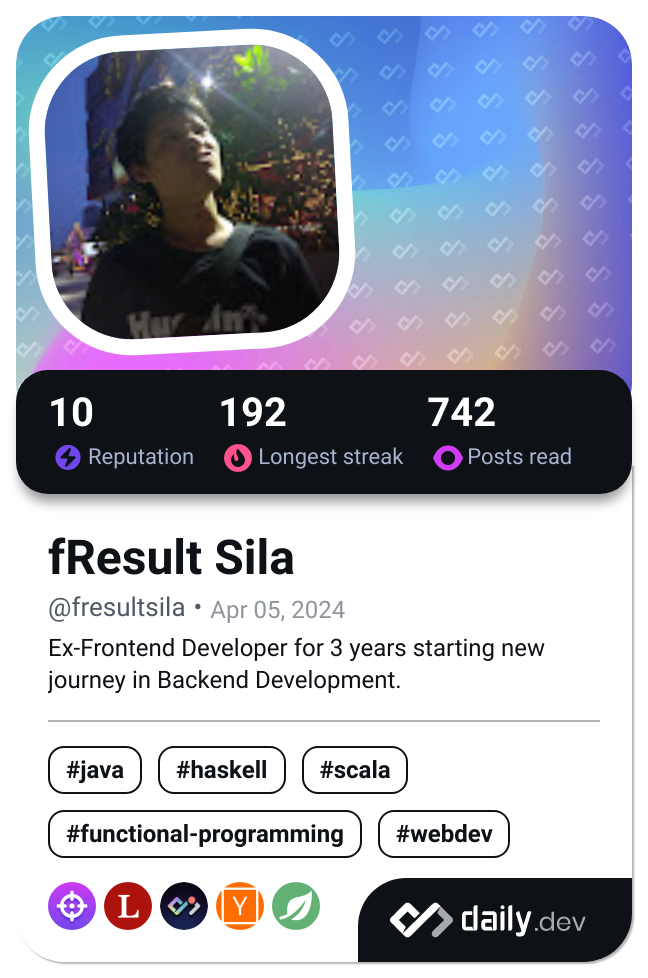 10 192 742
Reputation Longest streak Posts read
fResult Sila
@fresultsila • Apr 05, 2024
Ex-Frontend Developer for 3 years starting new
journey in Backend Development.
#java #haskell #scala
#functional-programming #webdev
L Y
daily.dev